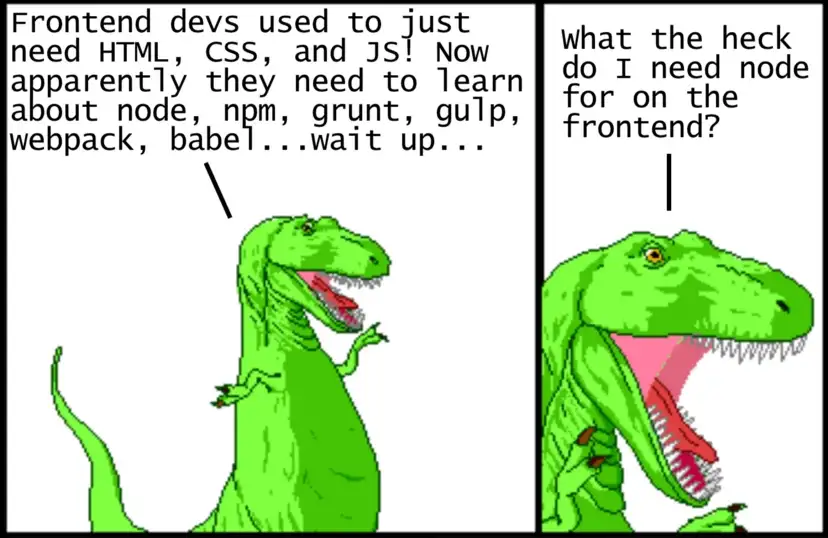 Frontend devs used to just
need HTML, CSS, and JS! Now
apparently they need to learn
about node, npm, grunt, gulp,
webpack, babel...wait up...
What the heck
do I need node
for on the
frontend?